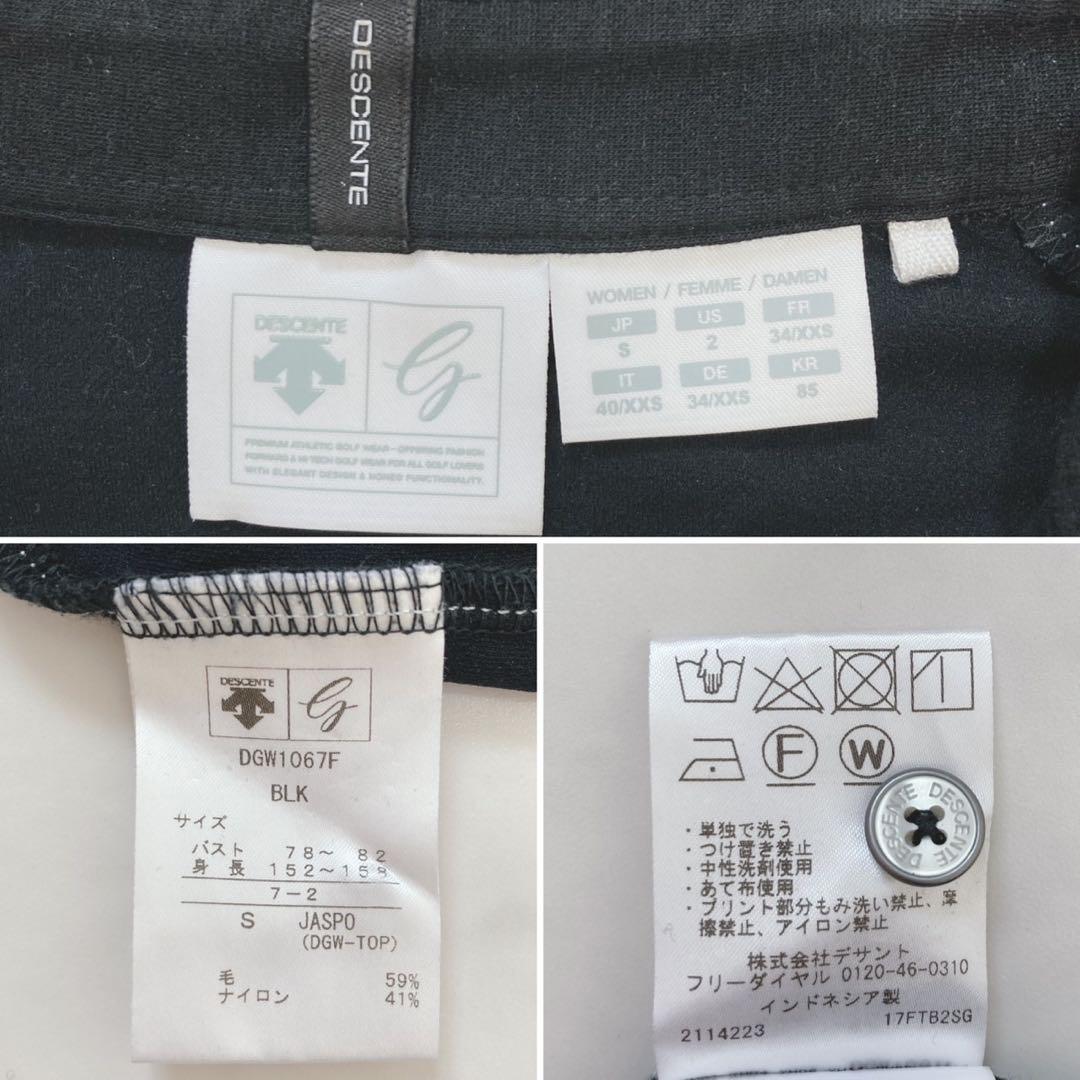 DESCENTE
DESCENTE
G
PREMIUM ATHLETIC GOLF WEAR - OFFERING FASHION
FORWARD & HI TECH GOLF WEAR FOR ALL GOLF LOVERS
WITH ELEGANT DESIGN & HONED FUNCTIONALITY.
WOMEN / FEMME / DAMEN
JP US FR
S 2 34/XXS
IT DE KR
40/XXS 34/XXS 85
DESCENTE G
DGW1067F
BLK
サイズ
バスト 78～ 82
身 長 152～158
7-2
S JASPO
(DGW-TOP)
毛 59%
ナイロン 41%
F W
DESCENTE DESCENTE
・単独で洗う
・つけ置き禁止
・中性洗剤使用
・あて布使用
・プリント部分もみ洗い禁止、摩
擦禁止、アイロン禁止
株式会社デサント
フリーダイヤル 0120-46-0310
インドネシア製
2114223 17FTB2SG